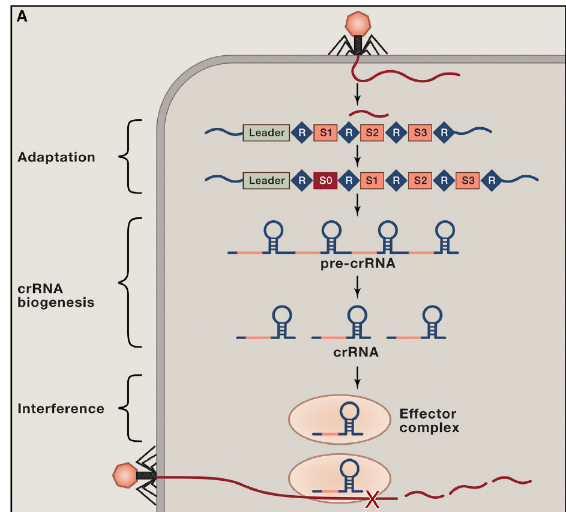 A
Leader R S1 R S2 R S3 R
Adaptation
Leader R S0 R S1 R S2 R S3 R
pre-crRNA
crRNA
biogenesis
crRNA
Interference
Effector
complex
X